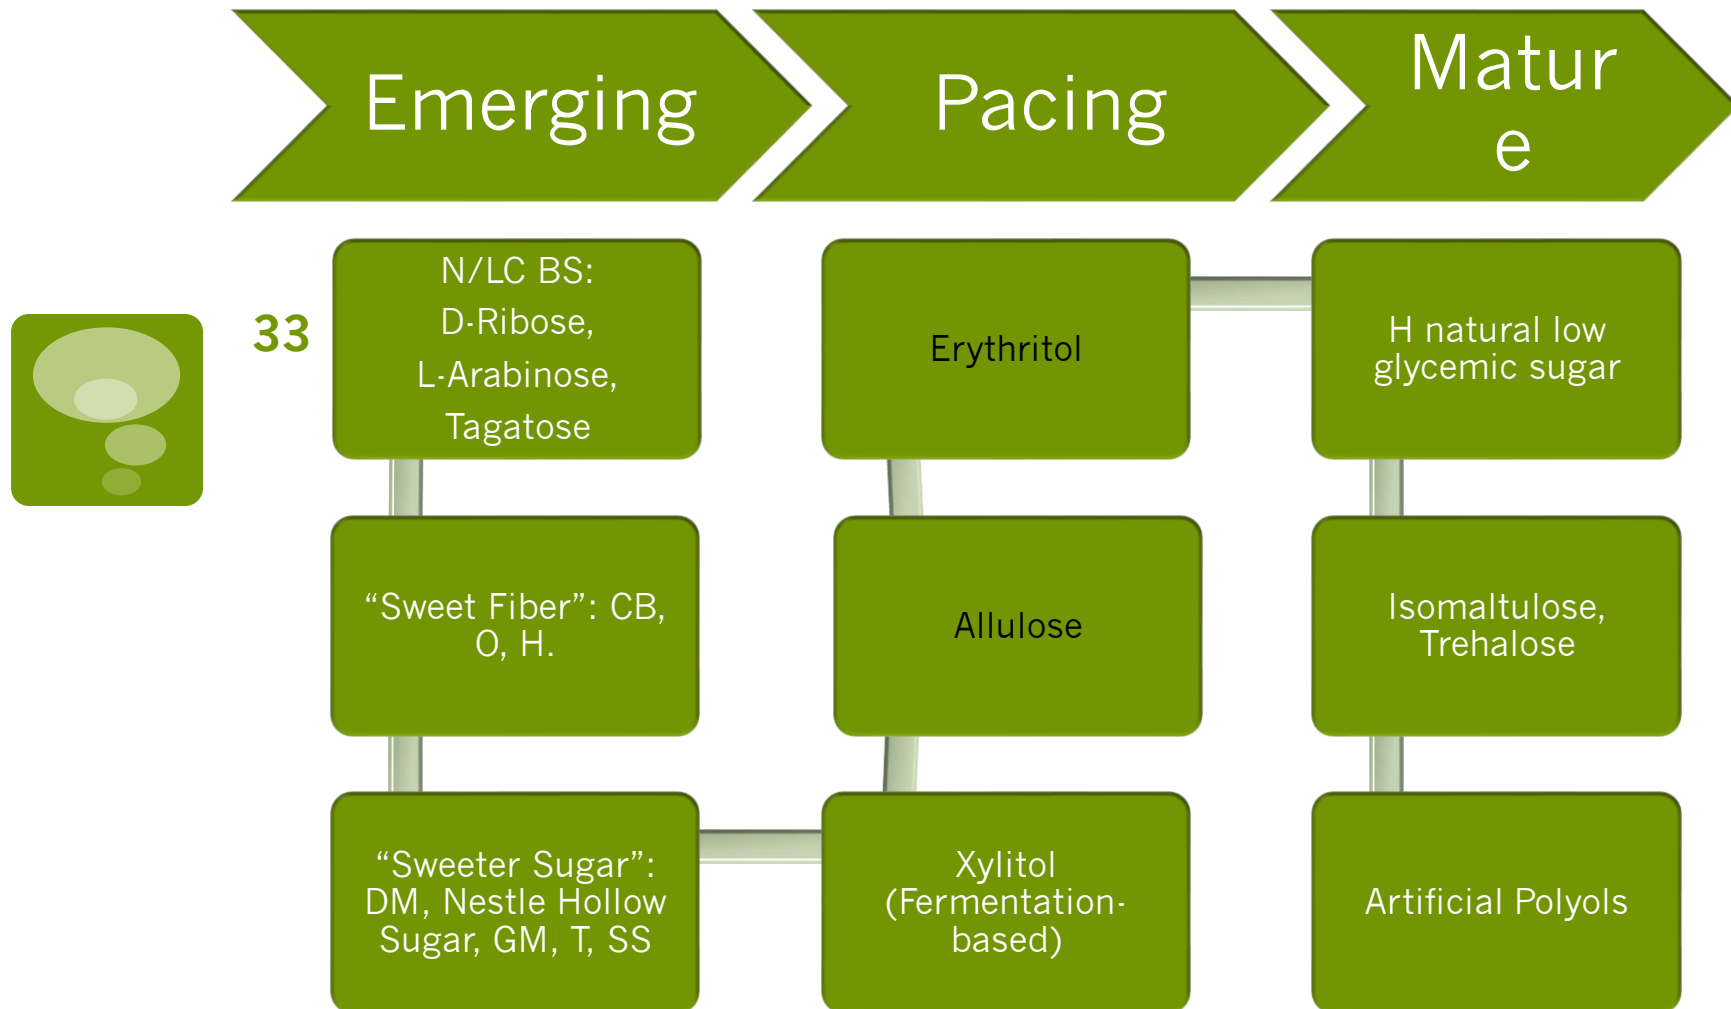 Emerging
Pacing
Matur
e
33
N/LC BS:
D-Ribose,
L-Arabinose,
Tagatose
“Sweet Fiber”: CB,
O, H.
“Sweeter Sugar”:
DM, Nestle Hollow
Sugar, GM, T, SS
Erythritol
Allulose
Xylitol
(Fermentation-
based)
H natural low
glycemic sugar
Isomaltulose,
Trehalose
Artificial Polyols